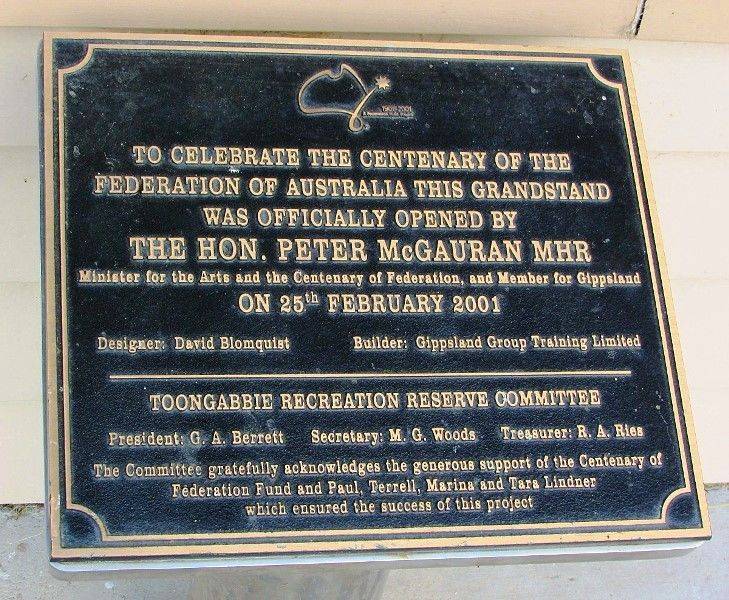 1901-2001
TO CELEBRATE THE CENTENARY OF THE
FEDERATION OF AUSTRALIA THIS GRANDSTAND
WAS OFFICIALLY OPENED BY
THE HON. PETER McGAURAN MHR
Minister for the Arts and the Centenary of Federation, and Member for Gippsland
ON 25th FEBRUARY 2001
Designer: David Blomquist Builder: Gippsland Group Training Limited
TOONGABBIE RECREATION RESERVE COMMITTEE
President: G. A. Berrett Secretary: M. G. Woods Treasurer: R. A. Ries
The Committee gratefully acknowledges the generous support of the Centenary of
Federation Fund and Paul, Terrell, Marina and Tara Lindner
which ensured the success of this project